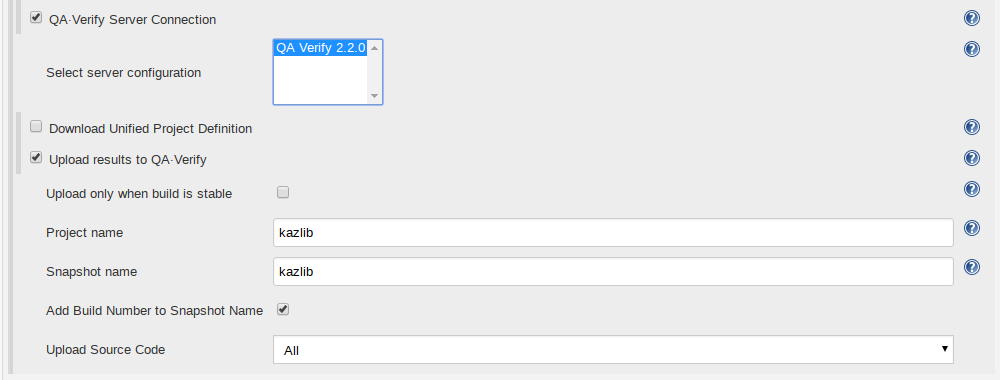 QA·Verify Server Connection
Select server configuration
QA Verify 2.2.0
Download Unified Project Definition
Upload results to QA·Verify
Upload only when build is stable
Project name
kazlib
Snapshot name
kazlib
Add Build Number to Snapshot Name
Upload Source Code
All